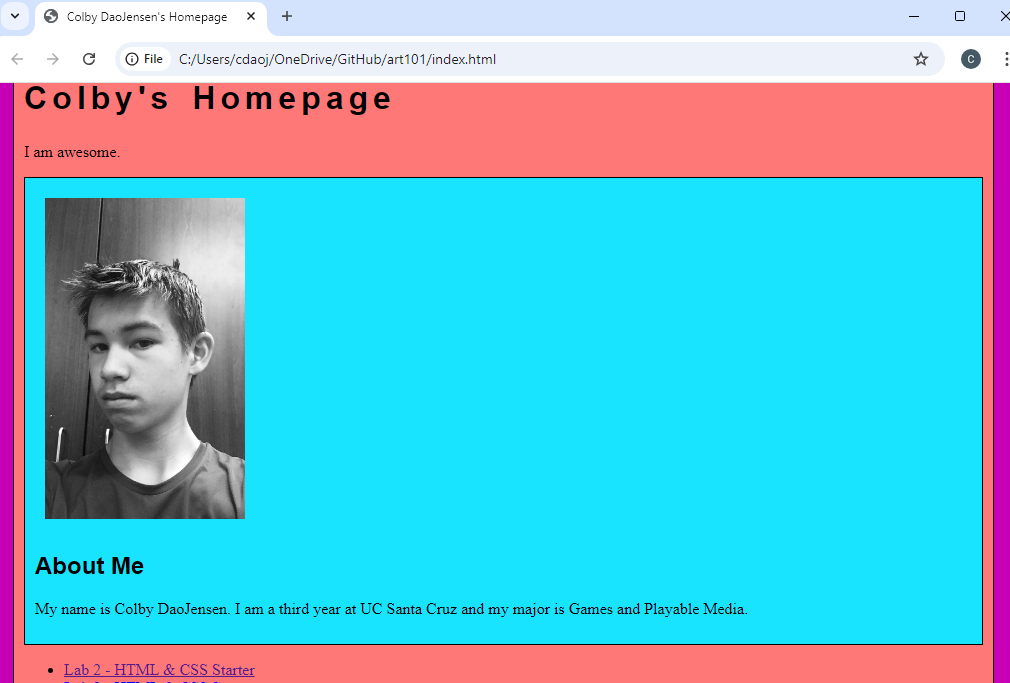 Colby DaoJensen's Homepage
File C:/Users/cdaoj/OneDrive/GitHub/art101/index.html
C
Colby's Homepage
I am awesome.
About Me
My name is Colby DaoJensen. I am a third year at UC Santa Cruz and my major is Games and Playable Media.
Lab 2 - HTML & CSS Starter